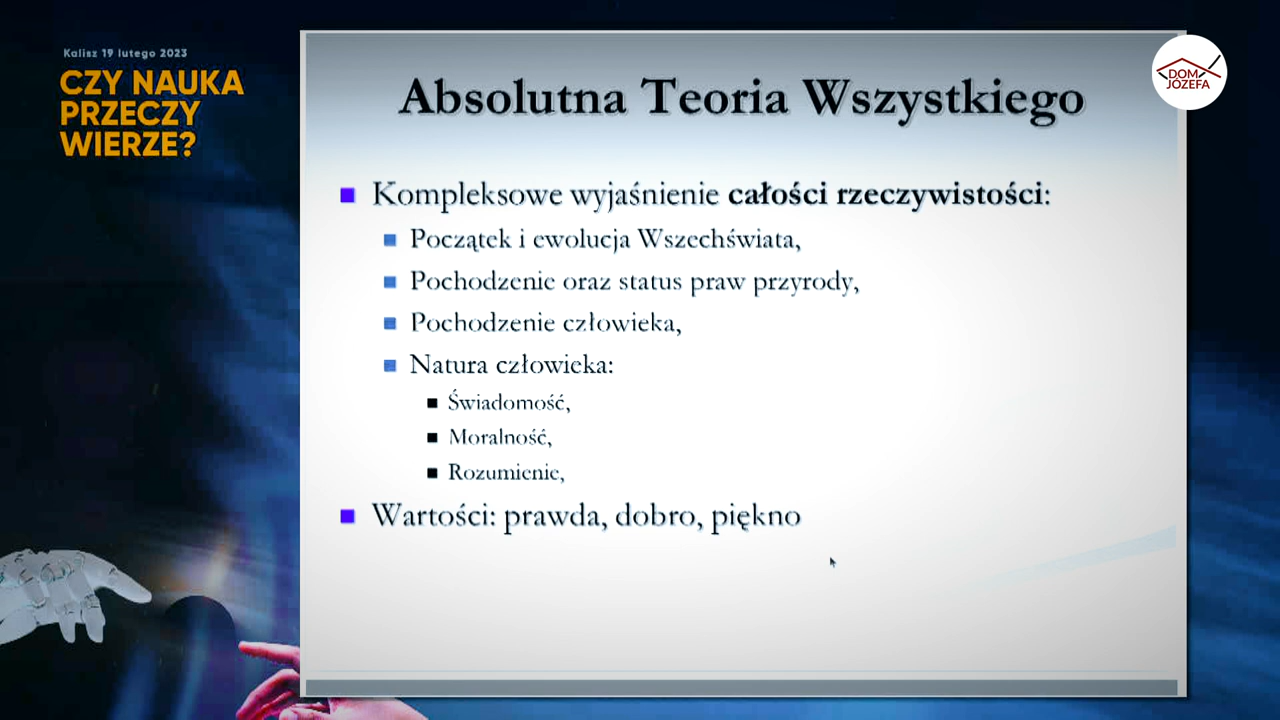 Kalisz 19 lutego 2023
CZY NAUKA
PRZECZY
WIERZE?
DOM
JÓZEFA
Absolutna Teoria Wszystkiego
Kompleksowe wyjaśnienie całości rzeczywistości:
Początek i ewolucja Wszechświata,
Pochodzenie oraz status praw przyrody,
Pochodzenie człowieka,
Natura człowieka:
Świadomość,
Moralność,
Rozumienie,
Wartości: prawda, dobro, piękno